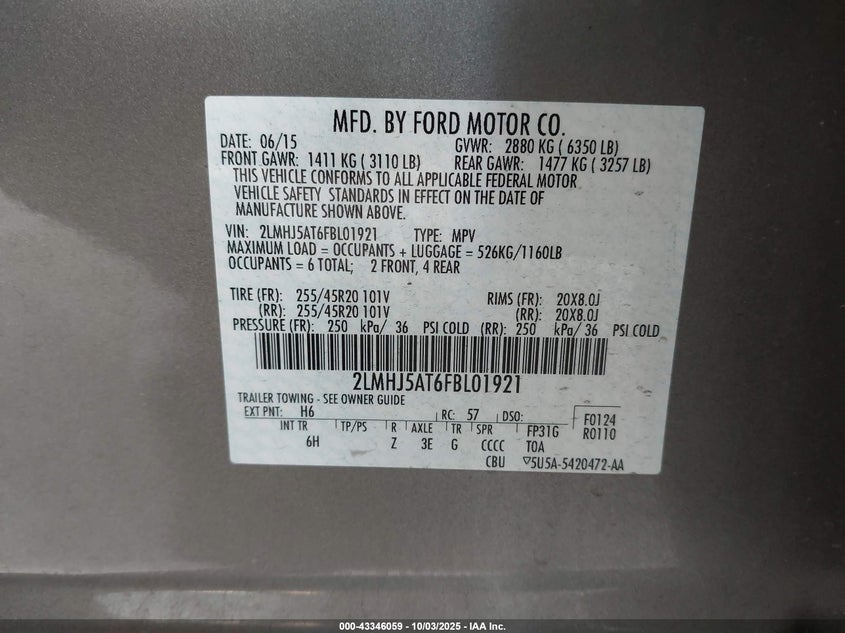 MFD. BY FORD MOTOR CO.
DATE: 06/15 GVWR: 2880 KG ( 6350 LB)
FRONT GAWR: 1411 KG ( 3110 LB) REAR GAWR: 1477 KG ( 3257 LB)
THIS VEHICLE CONFORMS TO ALL APPLICABLE FEDERAL MOTOR
VEHICLE SAFETY STANDARDS IN EFFECT ON THE DATE OF
MANUFACTURE SHOWN ABOVE.
VIN: 2LMHJ5AT6FBL01921 TYPE: MPV
MAXIMUM LOAD = OCCUPANTS + LUGGAGE = 526KG/1160LB
OCCUPANTS = 6 TOTAL; 2 FRONT, 4 REAR
TIRE (FR): 255/45R20 101V RIMS (FR): 20X8.0J
(RR): 255/45R20 101V (RR): 20X8.0J
PRESSURE (FR): 250 kPa/ 36 PSI COLD (RR): 250 kPa/ 36 PSI COLD
2LMHJ5AT6FBL01921
TRAILER TOWING - SEE OWNER GUIDE
EXT PNT: H6 RC: 57 DSO: F0124
INT TR TP/PS R AXLE TR SPR FP31G R0110
6H Z 3E G CCCC TOA
CBU ▽5U5A-5420472-AA
000-43346059 - 10/03/2025 - IAA Inc.